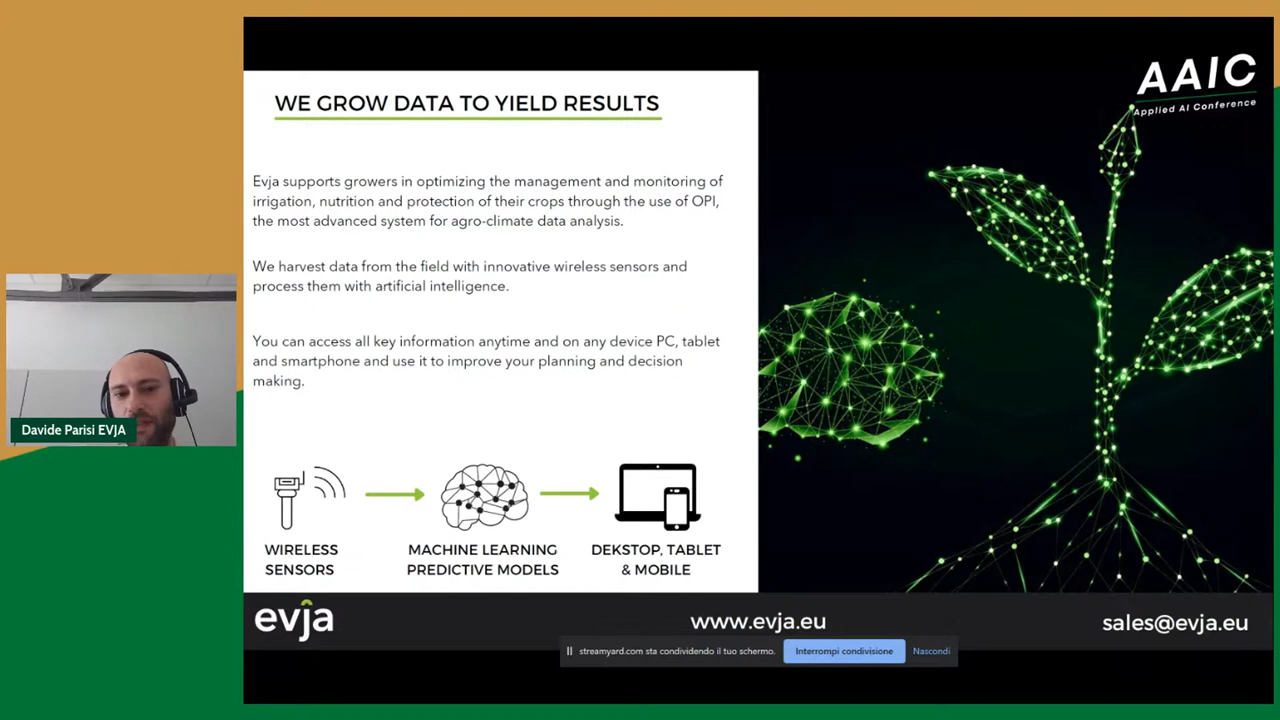 AAIC
Applied AI Conference
WE GROW DATA TO YIELD RESULTS
Evja supports growers in optimizing the management and monitoring of
irrigation, nutrition and protection of their crops through the use of OPI,
the most advanced system for agro-climate data analysis.
We harvest data from the field with innovative wireless sensors and
process them with artificial intelligence.
You can access all key information anytime and on any device PC, tablet
and smartphone and use it to improve your planning and decision
making.
Davide Parisi EVJA
WIRELESS
SENSORS
MACHINE LEARNING
PREDICTIVE MODELS
DEKSTOP, TABLET
& MOBILE
evja
www.evja.eu
sales@evja.eu
streamyard.com sta condividendo il tuo schermo.
Interrompi condivisione
Nascondi